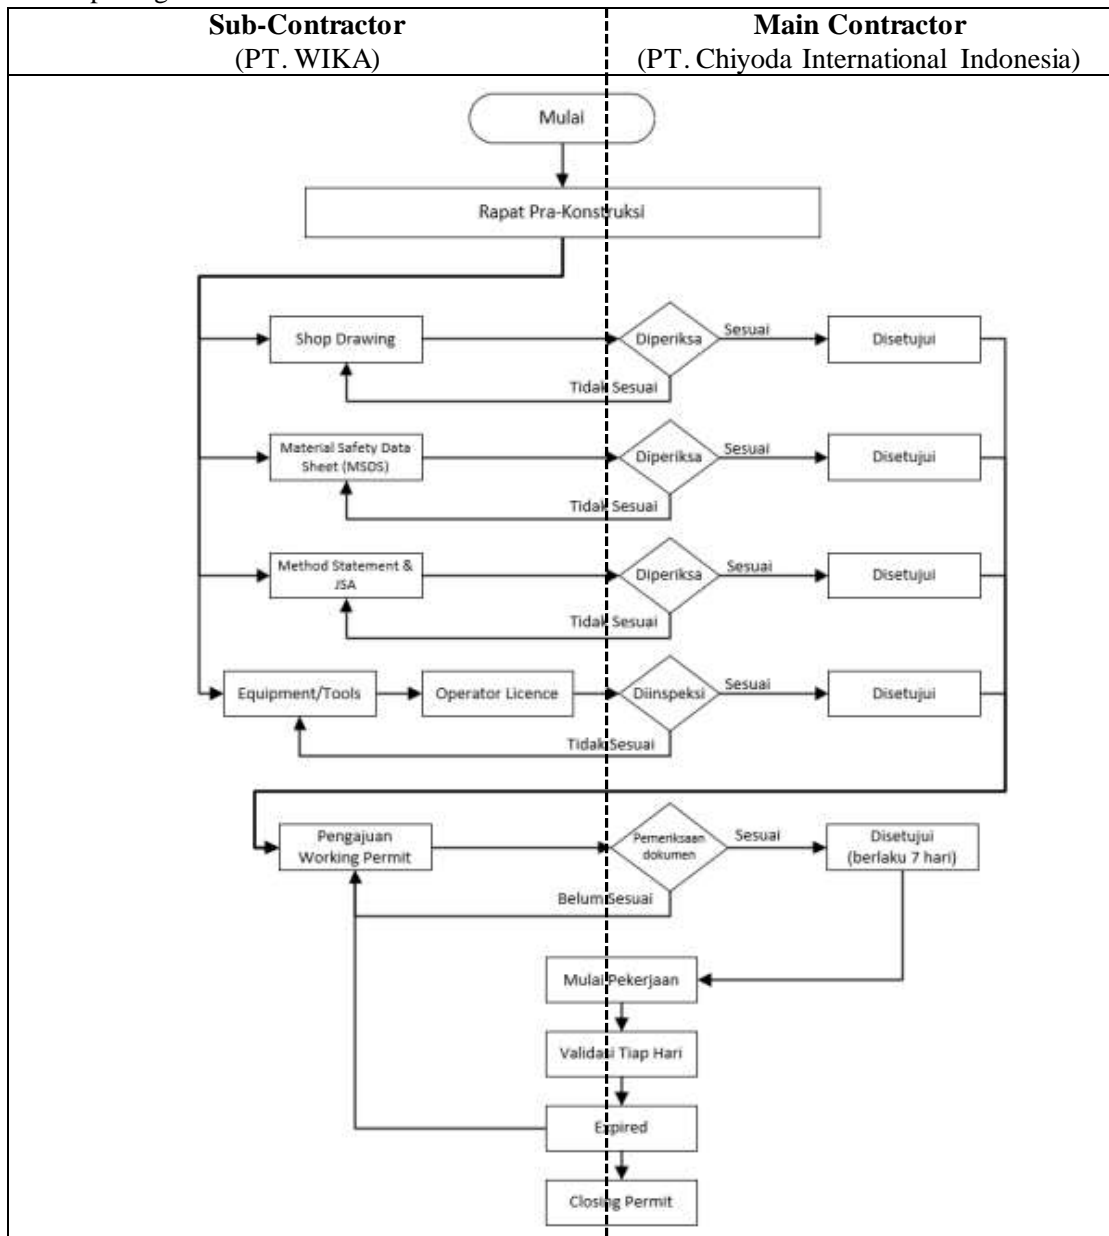 Sub-Contractor
(PT. WIKA)
Main Contractor
(PT. Chiyoda International Indonesia)
Mulai
Rapat Pra-Konstruksi
Shop Drawing
Diperiksa
Sesuai
Disetujui
Tidak Sesuai
Material Safety Data
Sheet (MSDS)
Diperiksa
Sesuai
Disetujui
Tidak Sesuai
Method Statement &
JSA
Diperiksa
Sesuai
Disetujui
Tidak Sesuai
Equipment/Tools
Operator Licence
Diinspeksi
Sesuai
Disetujui
Tidak Sesuai
Pengajuan
Working Permit
Pemeriksaan
dokumen
Sesuai
Disetujui
(berlaku 7 hari)
Belum Sesuai
Mulai Pekerjaan
Validasi Tiap Hari
Expired
Closing Permit